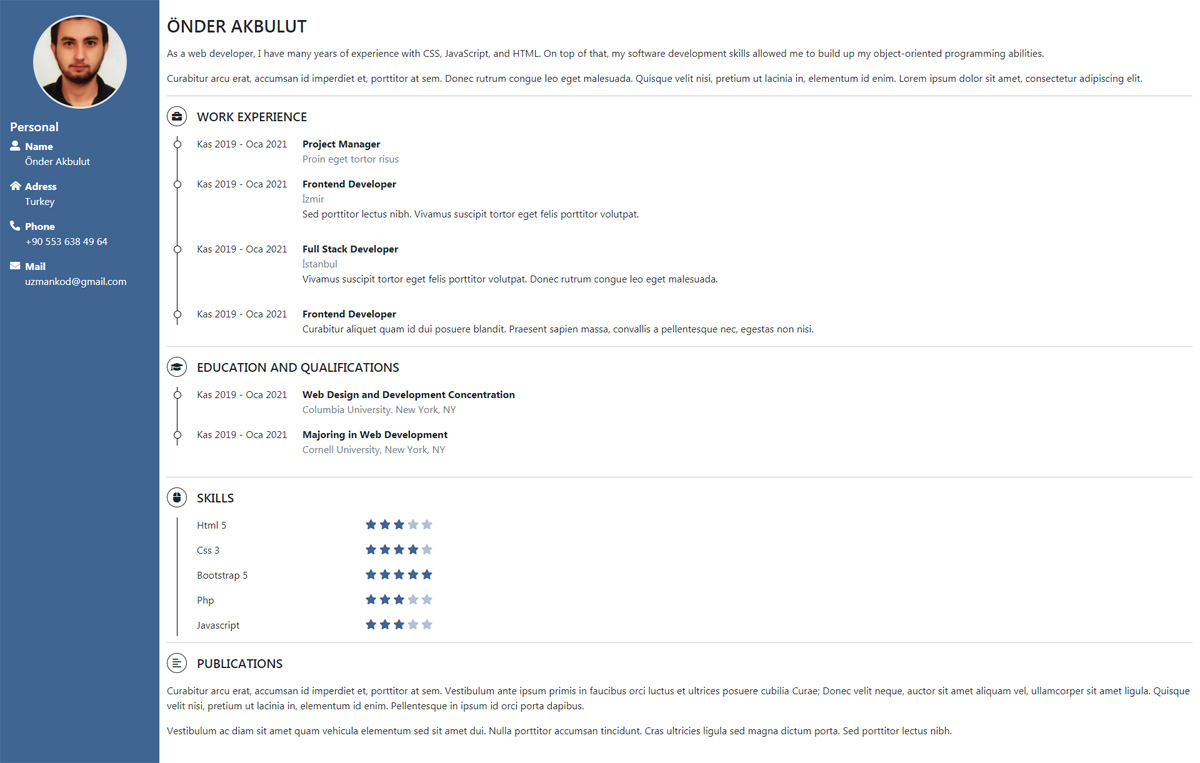 ÖNDER AKBULUT
As a web developer, I have many years of experience with CSS, JavaScript, and HTML. On top of that, my software development skills allowed me to build up my object-oriented programming abilities.
Curabitur arcu erat, accumsan id imperdiet et, porttitor at sem. Donec rutrum congue leo eget malesuada. Quisque velit nisi, pretium ut lacinia in, elementum id enim. Lorem ipsum dolor sit amet, consectetur adipiscing elit.
Personal
Name
Önder Akbulut
Adress
Turkey
Phone
+90 553 638 49 64
Mail
uzmankod@gmail.com
WORK EXPERIENCE
Kas 2019 - Oca 2021 Project Manager
Proin eget tortor risus
Kas 2019 - Oca 2021 Frontend Developer
İzmir
Sed porttitor lectus nibh. Vivamus suscipit tortor eget felis porttitor volutpat.
Kas 2019 - Oca 2021 Full Stack Developer
İstanbul
Vivamus suscipit tortor eget felis porttitor volutpat. Donec rutrum congue leo eget malesuada.
Kas 2019 - Oca 2021 Frontend Developer
Curabitur aliquet quam id dui posuere blandit. Praesent sapien massa, convallis a pellentesque nec, egestas non nisi.
EDUCATION AND QUALIFICATIONS
Kas 2019 - Oca 2021 Web Design and Development Concentration
Columbia University. New York, NY
Kas 2019 - Oca 2021 Majoring in Web Development
Cornell University, New York, NY
SKILLS
Html 5
Css 3
Bootstrap 5
Php
Javascript
PUBLICATIONS
Curabitur arcu erat, accumsan id imperdiet et, porttitor at sem. Vestibulum ante ipsum primis in faucibus orci luctus et ultrices posuere cubilia Curae; Donec velit neque, auctor sit amet aliquam vel, ullamcorper sit amet ligula. Quisque
velit nisi, pretium ut lacinia in, elementum id enim. Pellentesque in ipsum id orci porta dapibus.
Vestibulum ac diam sit amet quam vehicula elementum sed sit amet dui. Nulla porttitor accumsan tincidunt. Cras ultricies ligula sed magna dictum porta. Sed porttitor lectus nibh.